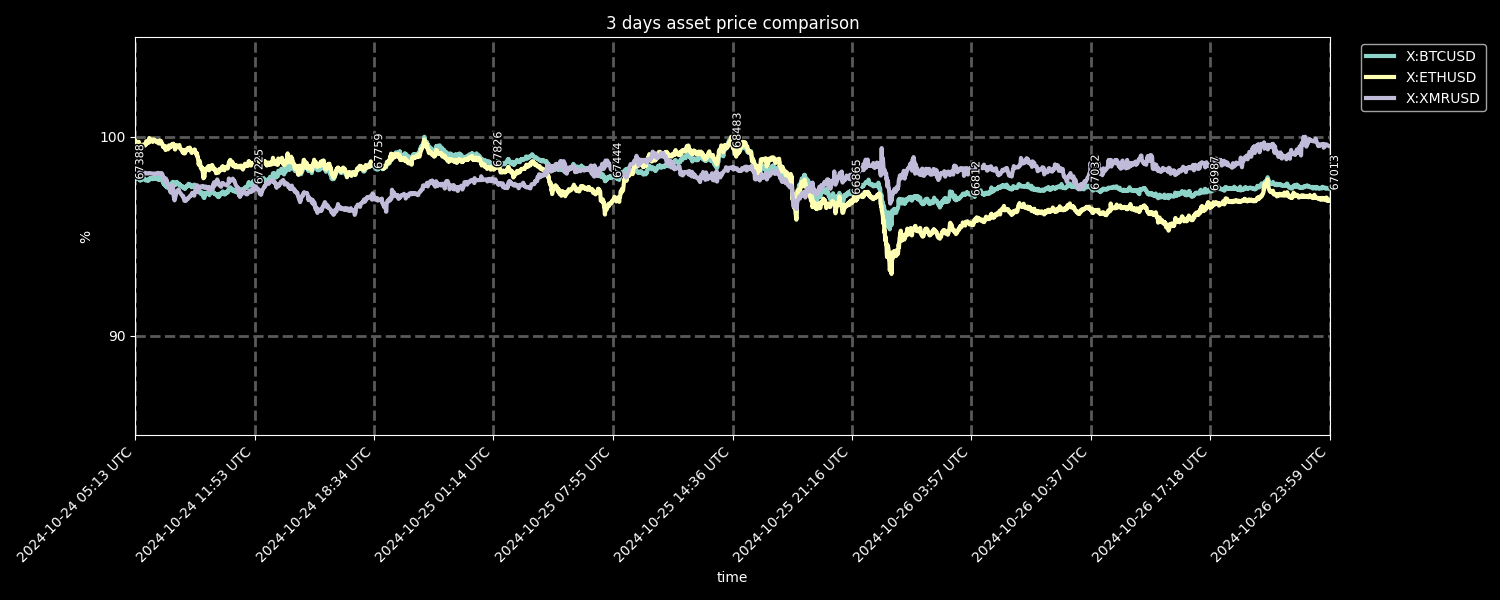 3 days asset price comparison
X:BTCUSD
X:ETHUSD
X:XMRUSD
100
90
%
67388
67225
67759
67826
67444
68483
66865
66812
67032
66987
67013
2024-10-24 05:13 UTC
2024-10-24 11:53 UTC
2024-10-24 18:34 UTC
2024-10-25 01:14 UTC
2024-10-25 07:55 UTC
2024-10-25 14:36 UTC
2024-10-25 21:16 UTC
2024-10-26 03:57 UTC
2024-10-26 10:37 UTC
2024-10-26 17:18 UTC
2024-10-26 23:59 UTC
time